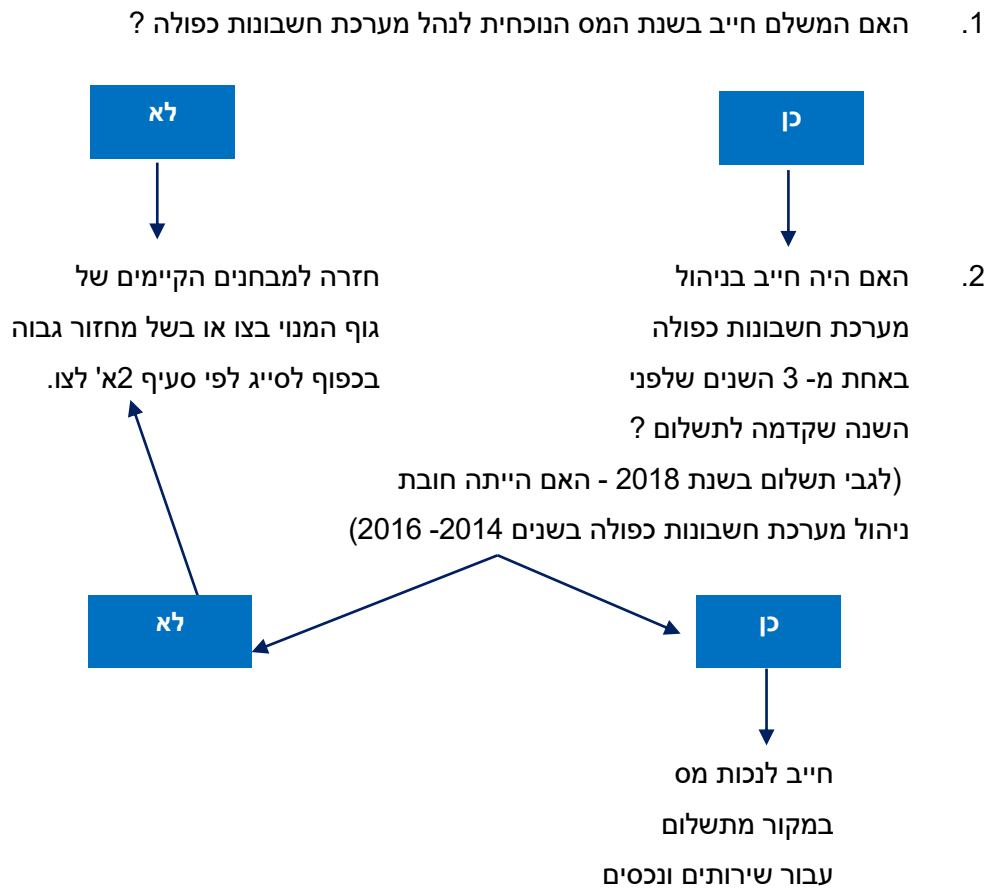 1. האם המשלם חייב בשנת המס הנוכחית לנהל מערכת חשבונות כפולה ?
כן
לא
2. האם היה חייב בניהול
מערכת חשבונות כפולה
באחת מ- 3 השנים שלפני
השנה שקדמה לתשלום ?
(לגבי תשלום בשנת 2018 - האם הייתה חובת
ניהול מערכת חשבונות כפולה בשנים 2014- 2016)
חזרה למבחנים הקיימים של
גוף המנוי בצו או בשל מחזור גבוה
בכפוף לסייג לפי סעיף 2א' לצו.
כן
לא
חייב לנכות מס
במקור מתשלום
עבור שירותים ונכסים